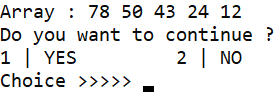 Array : 78 50 43 24 12
Do you want to continue ?
1 | YES          2 | NO
Choice >>>>>